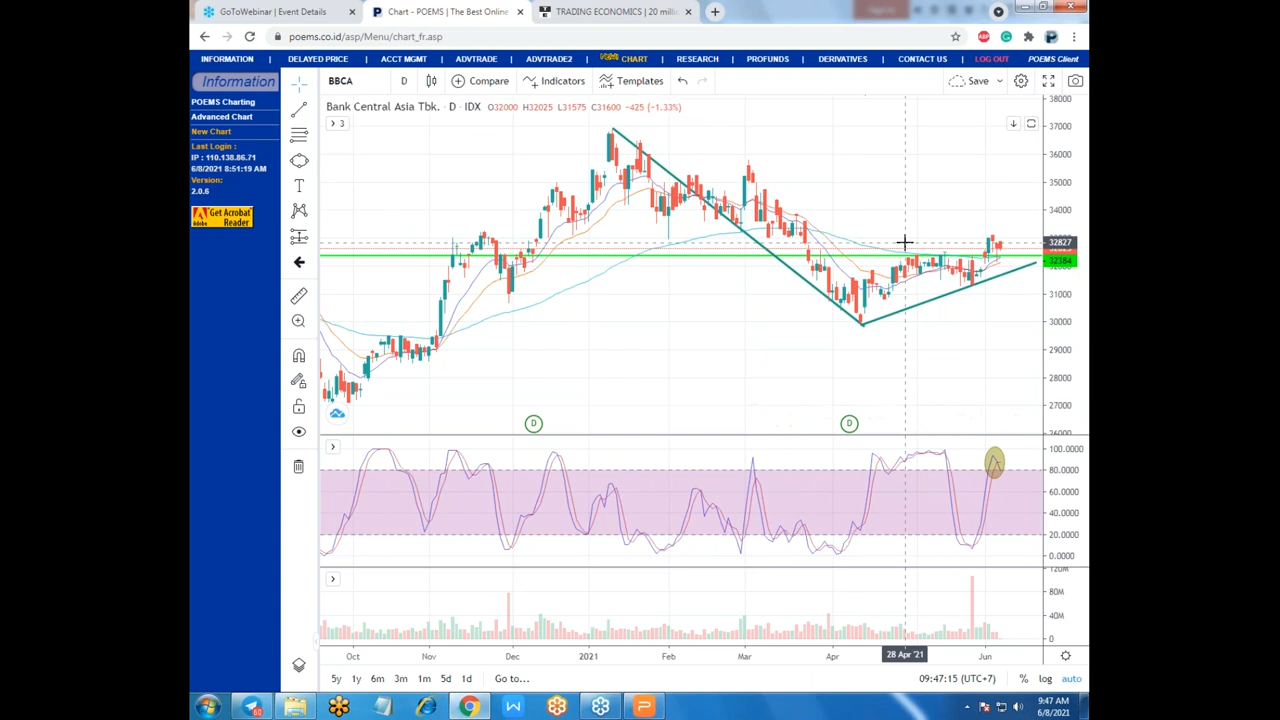 GoToWebinar | Event Details
Chart - POEMS | The Best Online
TRADING ECONOMICS | 20 milli
poems.co.id/asp/Menu/chart_fr.asp
INFORMATION | DELAYED PRICE | ACCT MGMT | ADVTRADE | ADVTRADE2 | CHART | RESEARCH | PROFUNDS | DERIVATIVES | CONTACT US | LOG OUT POEMS Client
Information
POEMS Charting
Advanced Chart
New Chart
Last Login :
IP : 110.138.86.71
6/8/2021 8:51:19 AM
Version:
2.0.6
Get Acrobat
Reader
BBCA D Compare Indicators Templates Save
Bank Central Asia Tbk. · D · IDX O32000 H32025 L31575 C31600 -425 (-1.33%)
3
38000
37000
36000
35000
34000
32827
32384
31000
30000
29000
28000
27000
26000
D D
100.0000
80.0000
60.0000
40.0000
20.0000
0.0000
120M
80M
40M
0
Oct Nov Dec 2021 Feb Mar Apr 28 Apr '21 Jun
5y 1y 6m 3m 1m 5d 1d Go to... 09:47:15 (UTC+7) % log auto
60
9:47 AM
6/8/2021